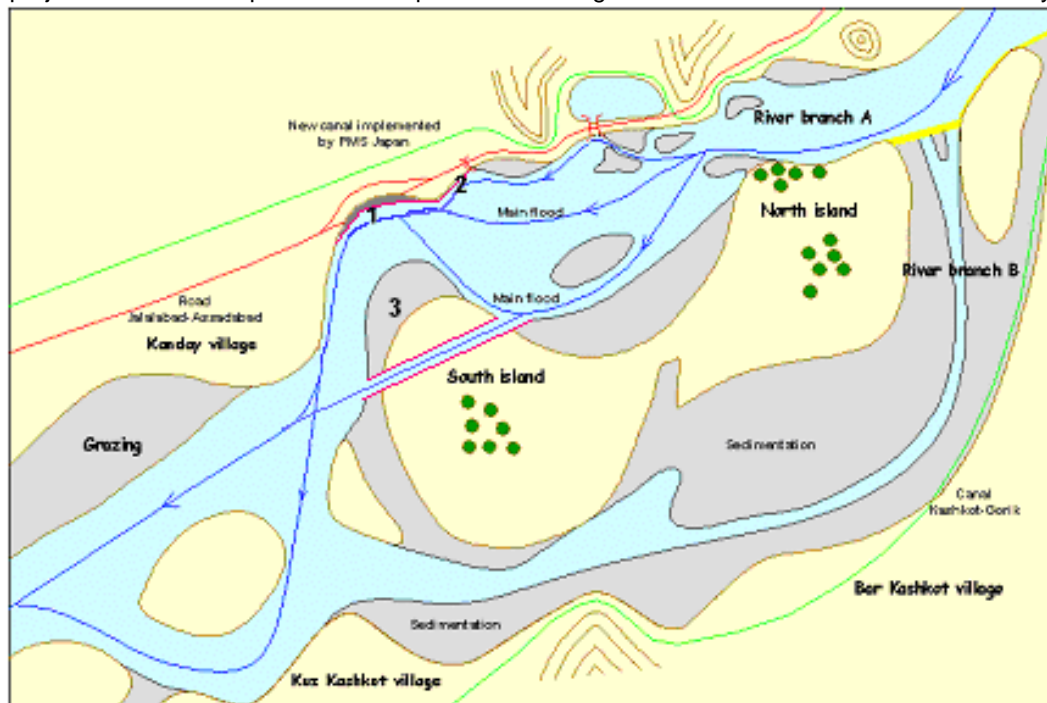 River branch A
New canal implemented
by PMS Japan
2
1
Main flood
North island
River branch B
3
Main flood
Road
Jalalabad-Asadabad
Kanday village
South island
Grazing
Sedimentation
Canal
Kashkot-Gorik
Bar Kashkot village
Sedimentation
Kuz Kashkot village